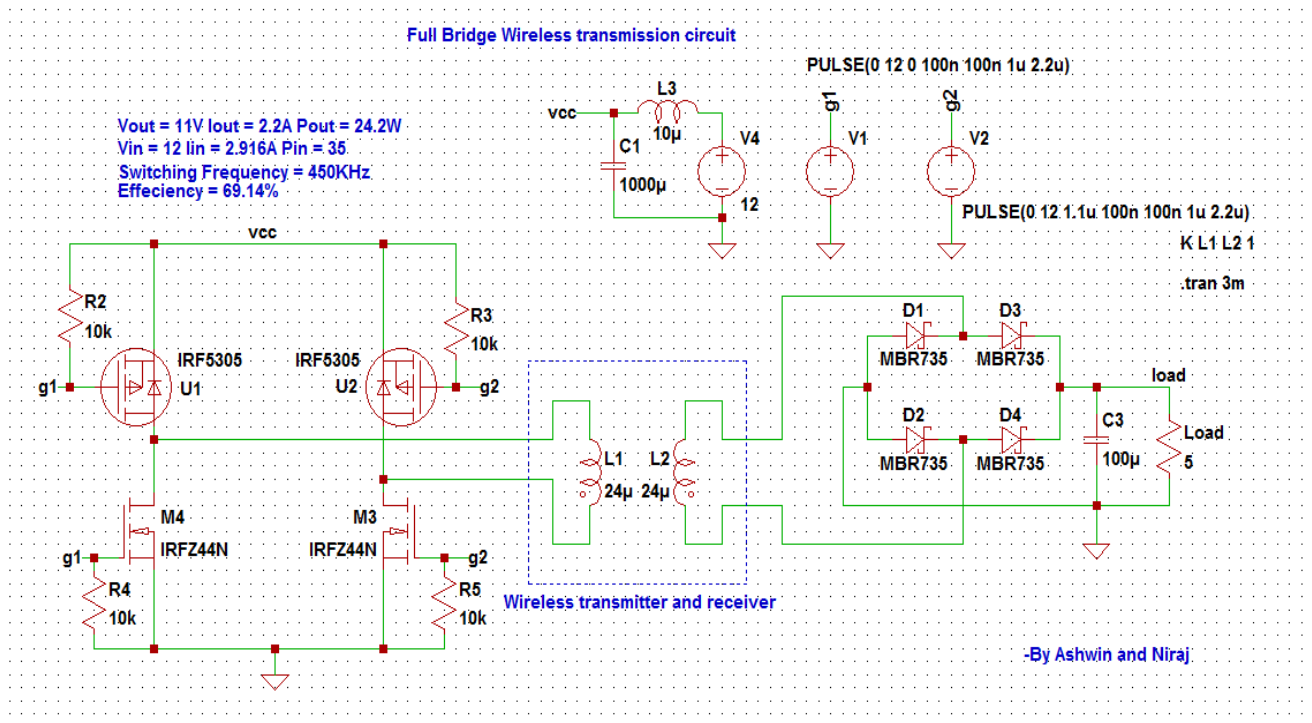 Full Bridge Wireless transmission circuit
PULSE(0 12 0 100n 100n 1u 2.2u)
L3
10µ
vcc
C1
1000µ
V4
12
g1
V1
g2
V2
PULSE(0 12 1.1u 100n 100n 1u 2.2u)
K L1 L2 1
.tran 3m
Vout = 11V Iout = 2.2A Pout = 24.2W
Vin = 12 Iin = 2.916A Pin = 35
Switching Frequency = 450KHz
Effeciency = 69.14%
vcc
R2
10k
R3
10k
IRF5305
U1
g1
IRF5305
U2
g2
M4
IRFZ44N
g1
R4
10k
M3
IRFZ44N
g2
R5
10k
L1
24µ
L2
24µ
Wireless transmitter and receiver
D1
MBR735
D3
MBR735
D2
MBR735
D4
MBR735
load
C3
100µ
Load
5
-By Ashwin and Niraj